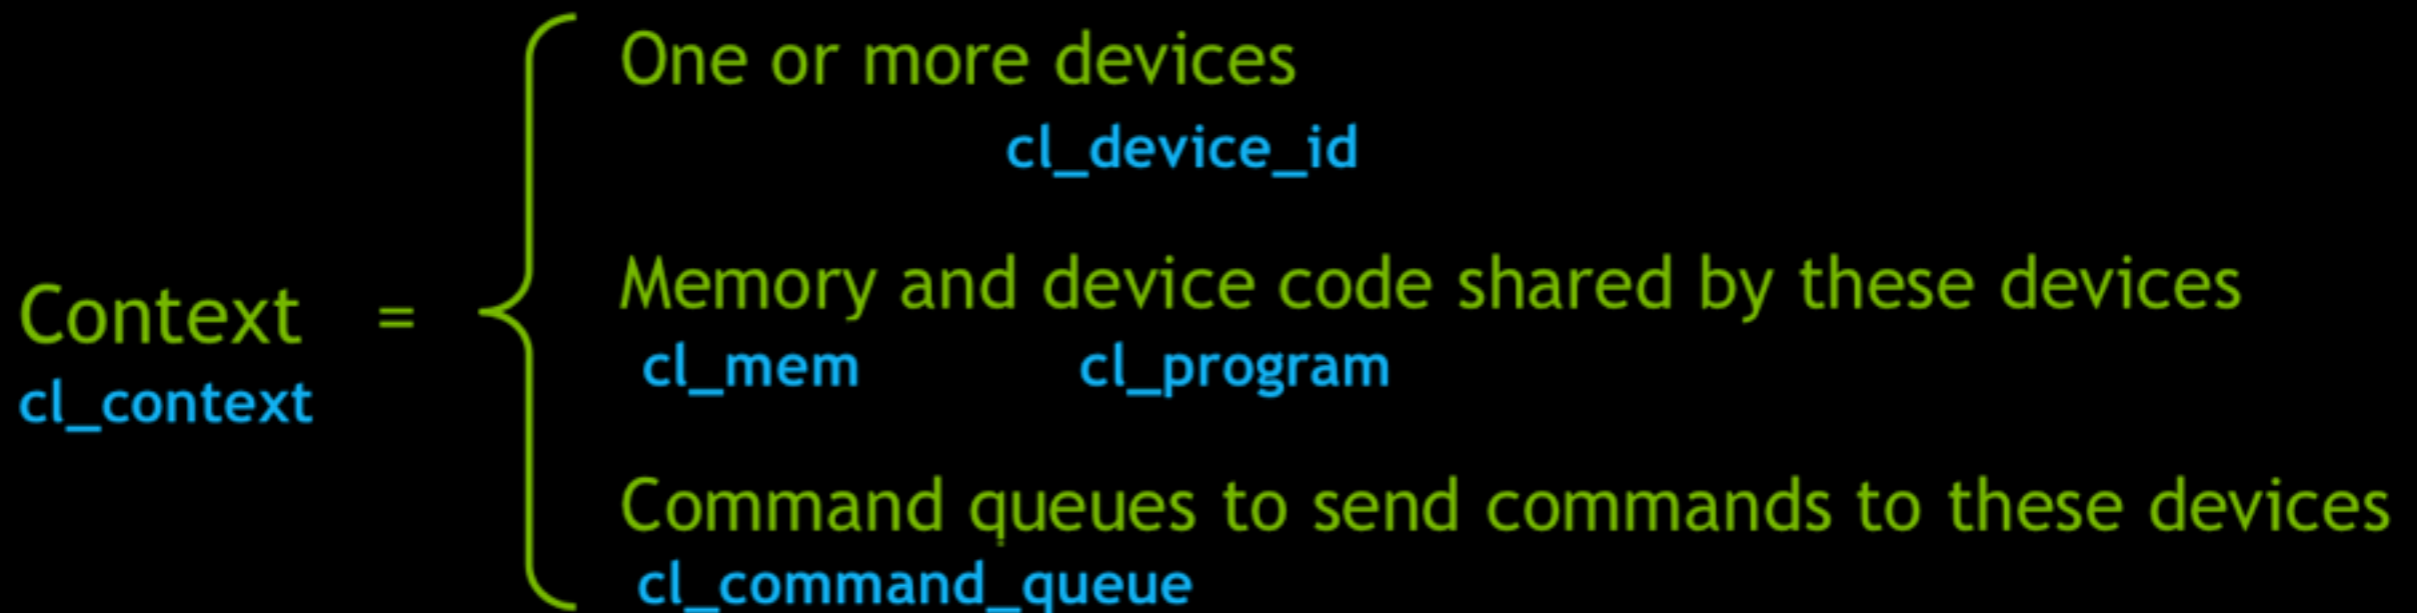 One or more devices
cl_device_id
Memory and device code shared by these devices
Context =
cl_mem cl_program
cl_context
Command queues to send commands to these devices
cl_command_queue